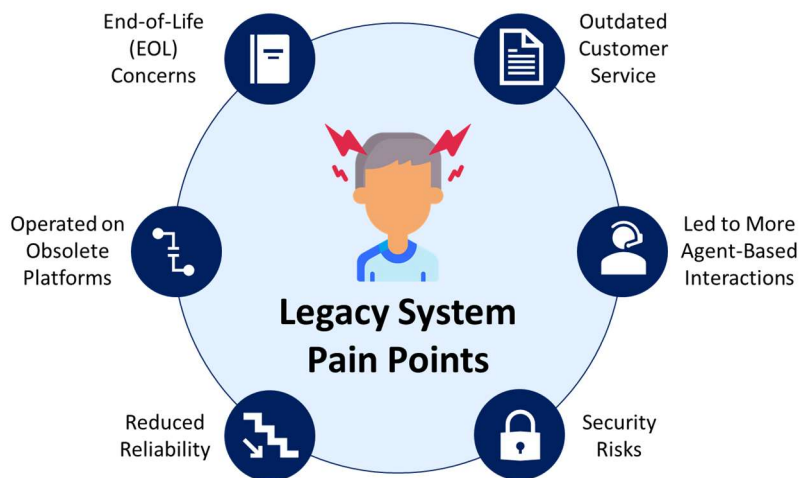 End-of-Life
(EOL)
Concerns
Outdated
Customer
Service
Operated on
Obsolete
Platforms
Led to More
Agent-Based
Interactions
Legacy System
Pain Points
Reduced
Reliability
Security
Risks